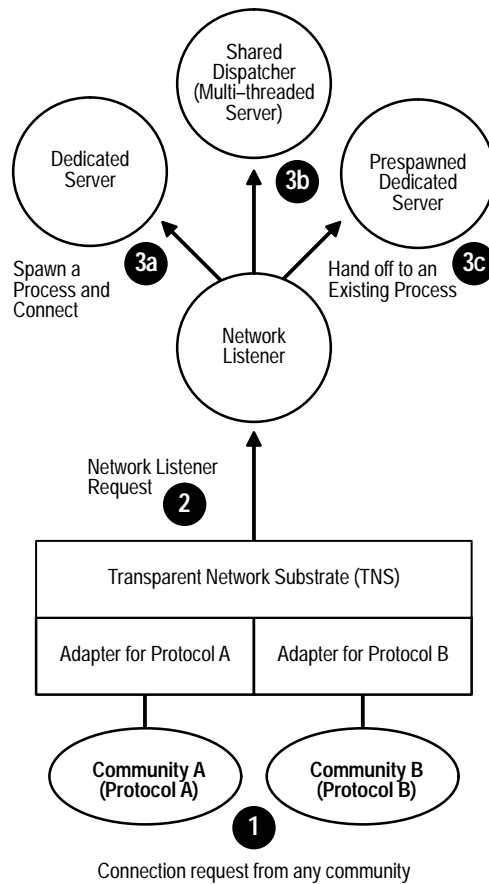 Shared
Dispatcher
(Multi–threaded
Server)
Dedicated
Server
3b
Prespawned
Dedicated
Server
3a
3c
Spawn a
Process and
Connect
Hand off to an
Existing Process
Network
Listener
Network Listener
Request
2
Transparent Network Substrate (TNS)
Adapter for Protocol A
Adapter for Protocol B
Community A
(Protocol A)
Community B
(Protocol B)
1
Connection request from any community